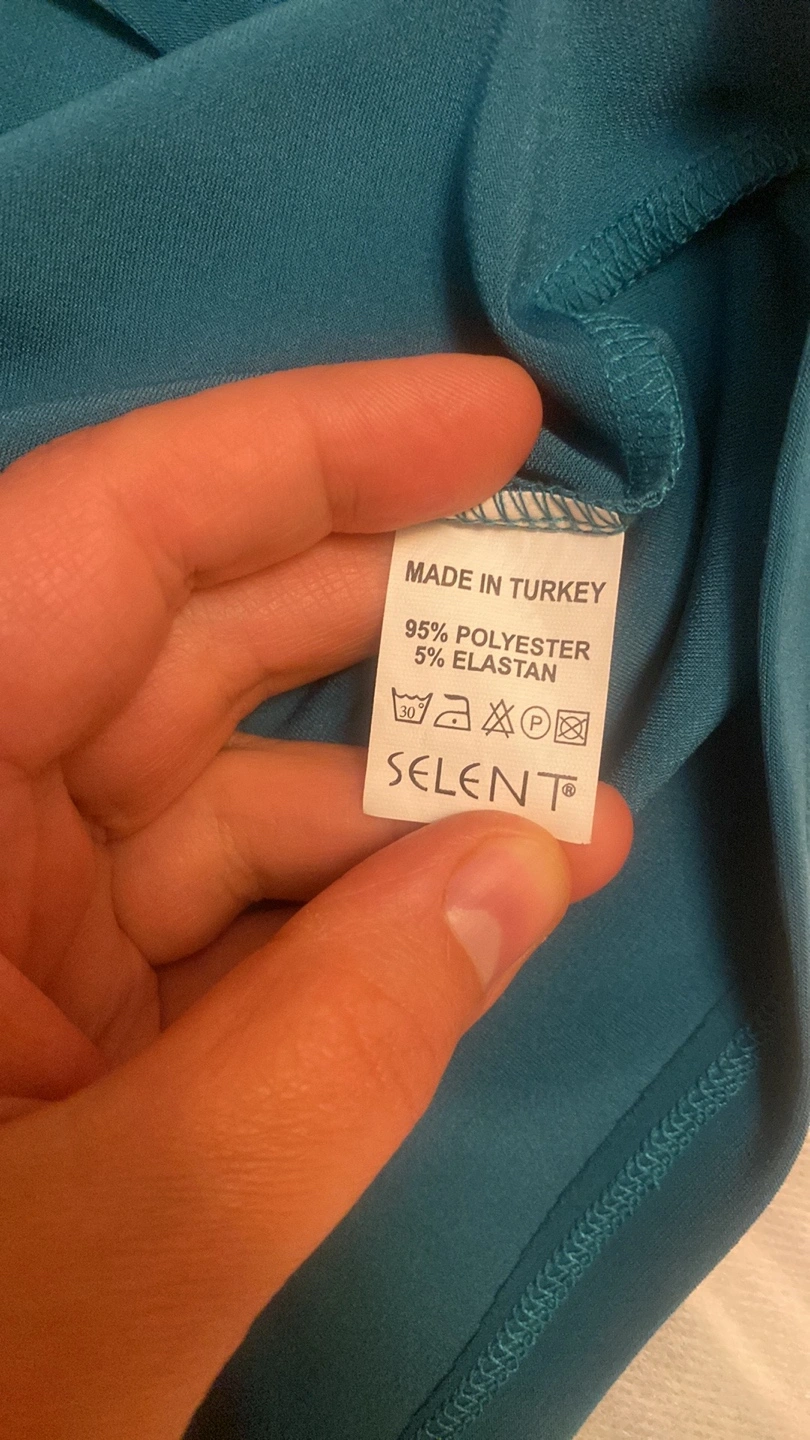 MADE IN TURKEY
95% POLYESTER
5% ELASTAN
30° P
SELENT®